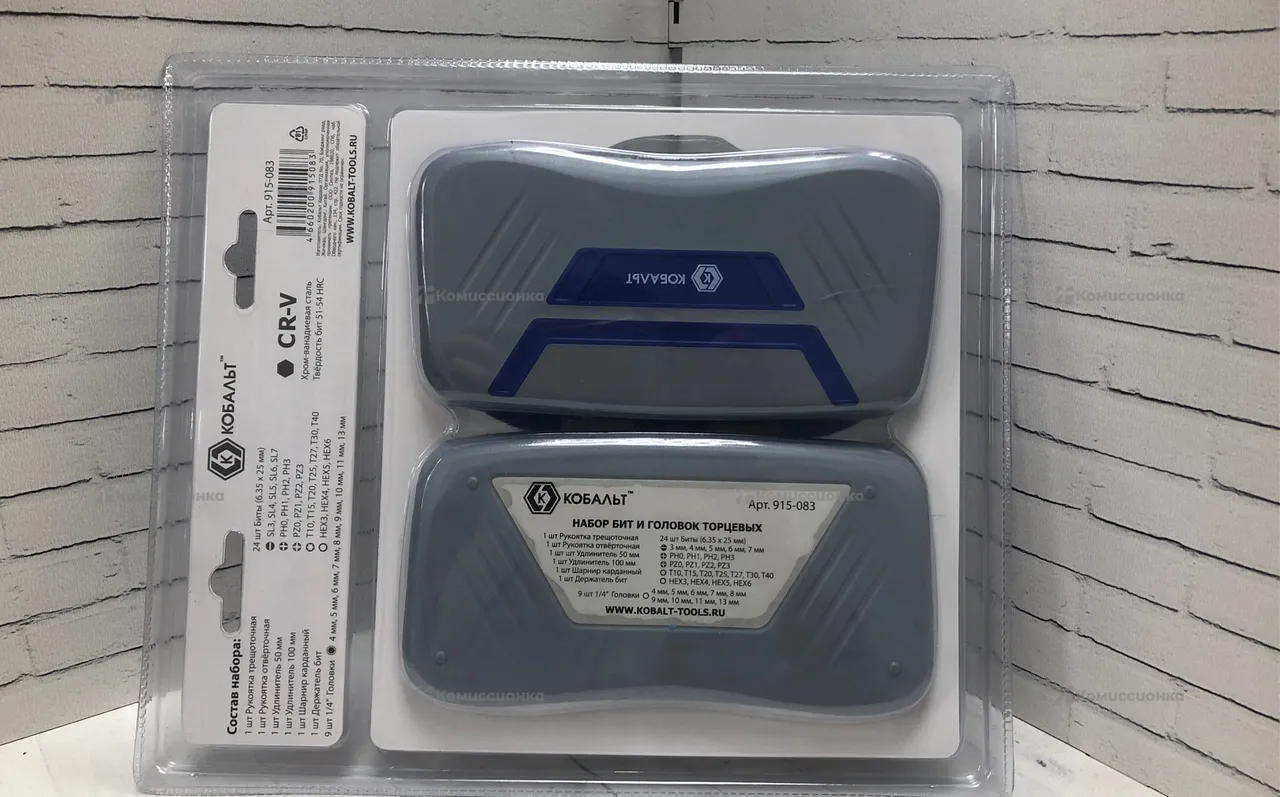 Арт. 915-083
4 660200 915083
WWW.KOBALT-TOOLS.RU
КОБАЛЬТ™
CR-V
Хром-ванадиевая сталь
Твёрдость бит 51-54 HRC
Состав набора:
1 шт Рукоятка трещоточная
1 шт Рукоятка отвёрточная
1 шт Удлинитель 50 мм
1 шт Удлинитель 100 мм
1 шт Шарнир карданный
1 шт Держатель бит
9 шт 1/4" Головки 4 мм, 5 мм, 6 мм, 7 мм, 8 мм, 9 мм, 10 мм, 11 мм, 13 мм
24 шт Биты (6.35 x 25 мм)
SL3, SL4, SL5, SL6, SL7
PH0, PH1, PH2, PH3
PZ0, PZ1, PZ2, PZ3
T10, T15, T20, T25, T27, T30, T40
HEX3, HEX4, HEX5, HEX6
КОБАЛЬТ
КОБАЛЬТ™
Арт. 915-083
НАБОР БИТ И ГОЛОВОК ТОРЦЕВЫХ
1 шт Рукоятка трещоточная
1 шт Рукоятка отвёрточная
1 шт шт Удлинитель 50 мм
1 шт Удлинитель 100 мм
1 шт Шарнир карданный
1 шт Держатель бит
9 шт 1/4" Головки
24 шт Биты (6.35 x 25 мм)
3 мм, 4 мм, 5 мм, 6 мм, 7 мм
PH0, PH1, PH2, PH3
PZ0, PZ1, PZ2, PZ3
T10, T15, T20, T25, T27, T30, T40
HEX3, HEX4, HEX5, HEX6
4 мм, 5 мм, 6 мм, 7 мм, 8 мм
9 мм, 10 мм, 11 мм, 13 мм
WWW.KOBALT-TOOLS.RU
Комиссионка
Комиссионка
Комиссионка
Комиссионка
Комиссионка
Комиссионка